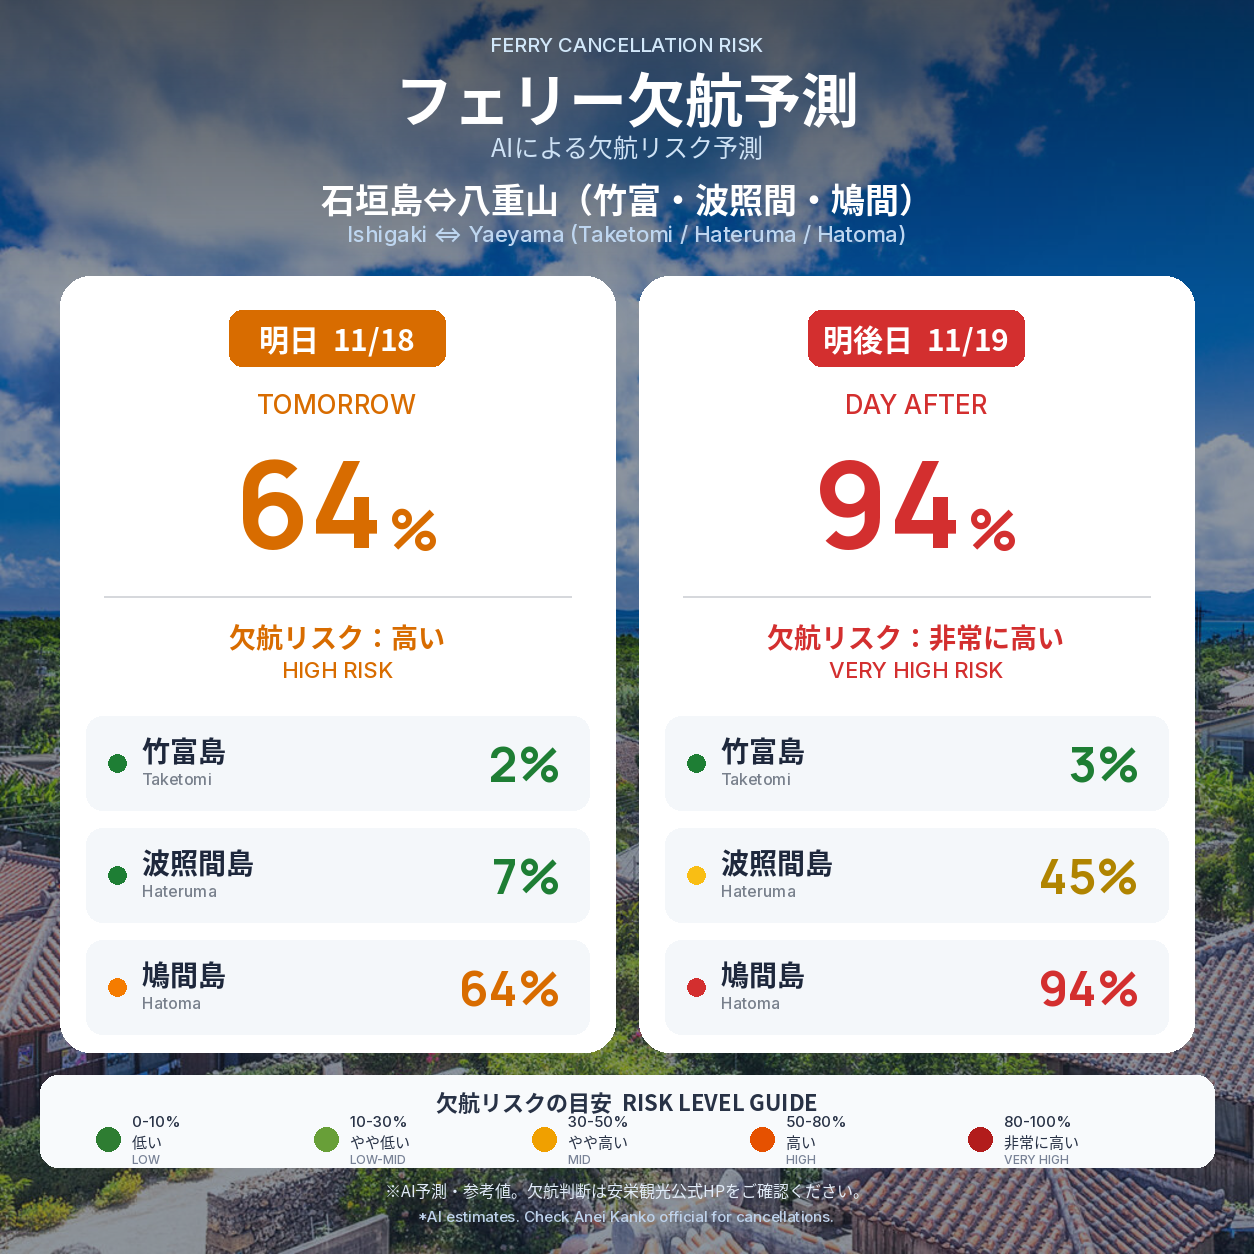 FERRY CANCELLATION RISK
フェリー欠航予測
AIによる欠航リスク予測
石垣島⇔八重山（竹富・波照間・鳩間）
Ishigaki ⇔ Yaeyama (Taketomi / Hateruma / Hatoma)
明日 11/18
TOMORROW
64%
欠航リスク：高い
HIGH RISK
竹富島
Taketomi
2%
波照間島
Hateruma
7%
鳩間島
Hatoma
64%
明後日 11/19
DAY AFTER
94%
欠航リスク：非常に高い
VERY HIGH RISK
竹富島
Taketomi
3%
波照間島
Hateruma
45%
鳩間島
Hatoma
94%
欠航リスクの目安 RISK LEVEL GUIDE
0-10%
低い
LOW
10-30%
やや低い
LOW-MID
30-50%
やや高い
MID
50-80%
高い
HIGH
80-100%
非常に高い
VERY HIGH
※AI予測・参考値。欠航判断は安栄観光公式HPをご確認ください。
*AI estimates. Check Anei Kanko official for cancellations.